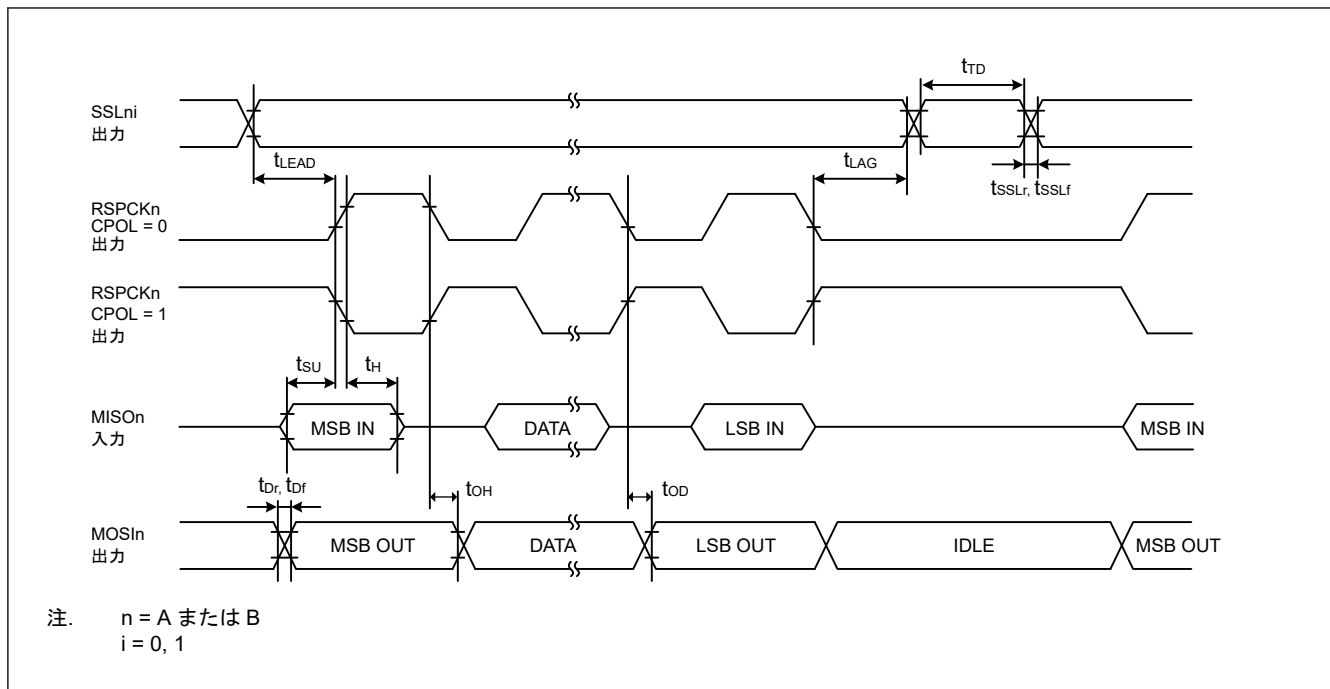 tTD
SSLni
出力
tLEAD
tLAG
tSSLr, tSSLf
RSPCKn
CPOL = 0
出力
RSPCKn
CPOL = 1
出力
tSU
tH
MISOn
入力
MSB IN
DATA
LSB IN
MSB IN
tDr, tDf
tOH
tOD
MOSIn
出力
MSB OUT
DATA
LSB OUT
IDLE
MSB OUT
注. n = A または B
i = 0, 1